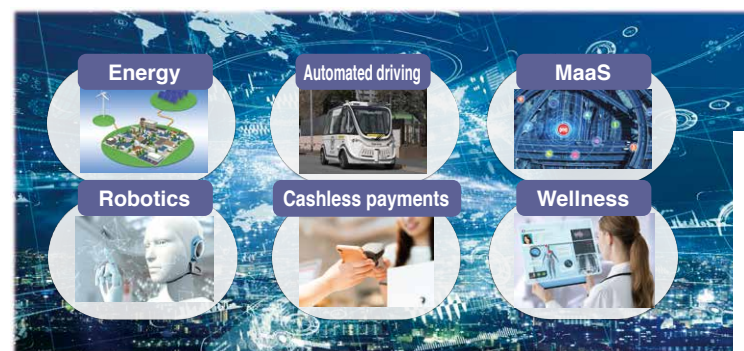 Energy
Automated driving
MaaS
Robotics
Cashless payments
Wellness